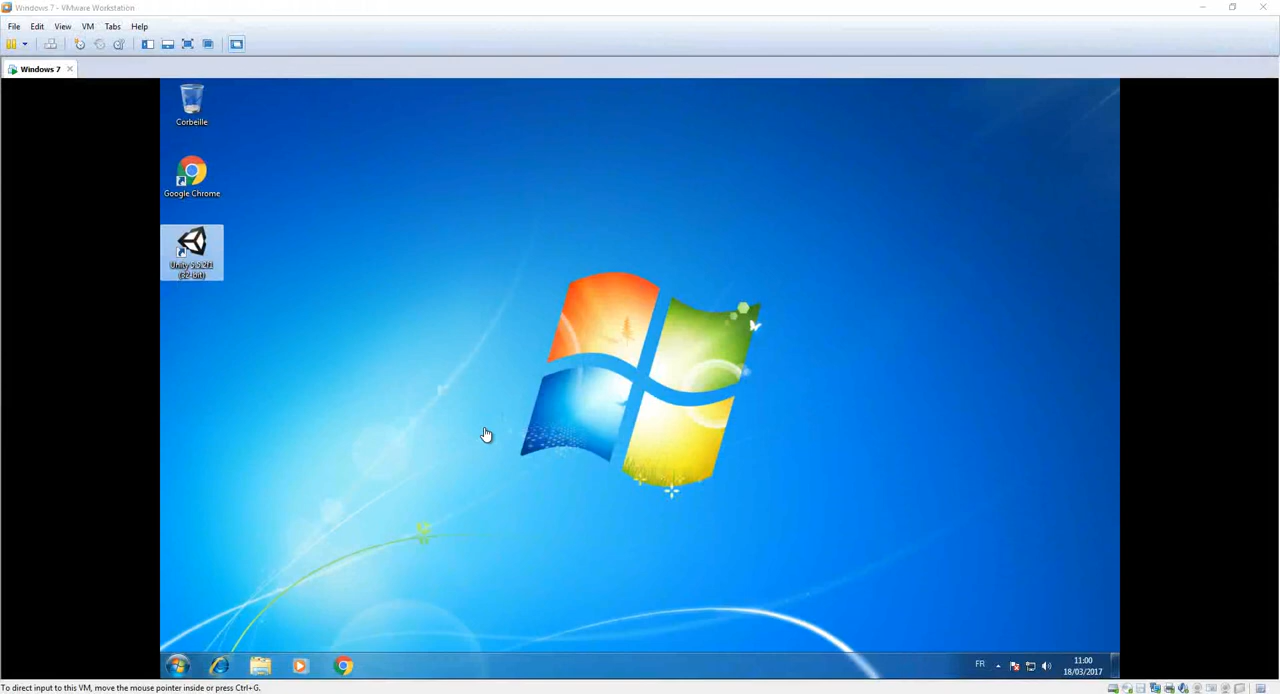 Windows 7 - VMware Workstation
File Edit View VM Tabs Help
Windows 7
Corbeille
Google Chrome
Unity 5.5.2f1
(32-bit)
FR
11:00
18/03/2017
To direct input to this VM, move the mouse pointer inside or press Ctrl+G.